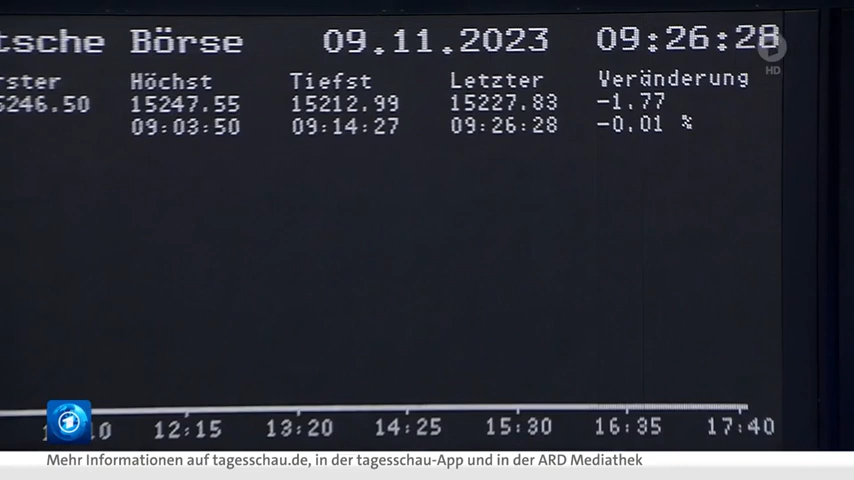 tsche Börse 09.11.2023 09:26:28
rster Höchst Tiefst Letzter Veränderung
5246.50 15247.55 15212.99 15227.83 -1.77
09:03:50 09:14:27 09:26:28 -0.01 %
HD
12:15 13:20 14:25 15:30 16:35 17:40
Mehr Informationen auf tagesschau.de, in der tagesschau-App und in der ARD Mediathek